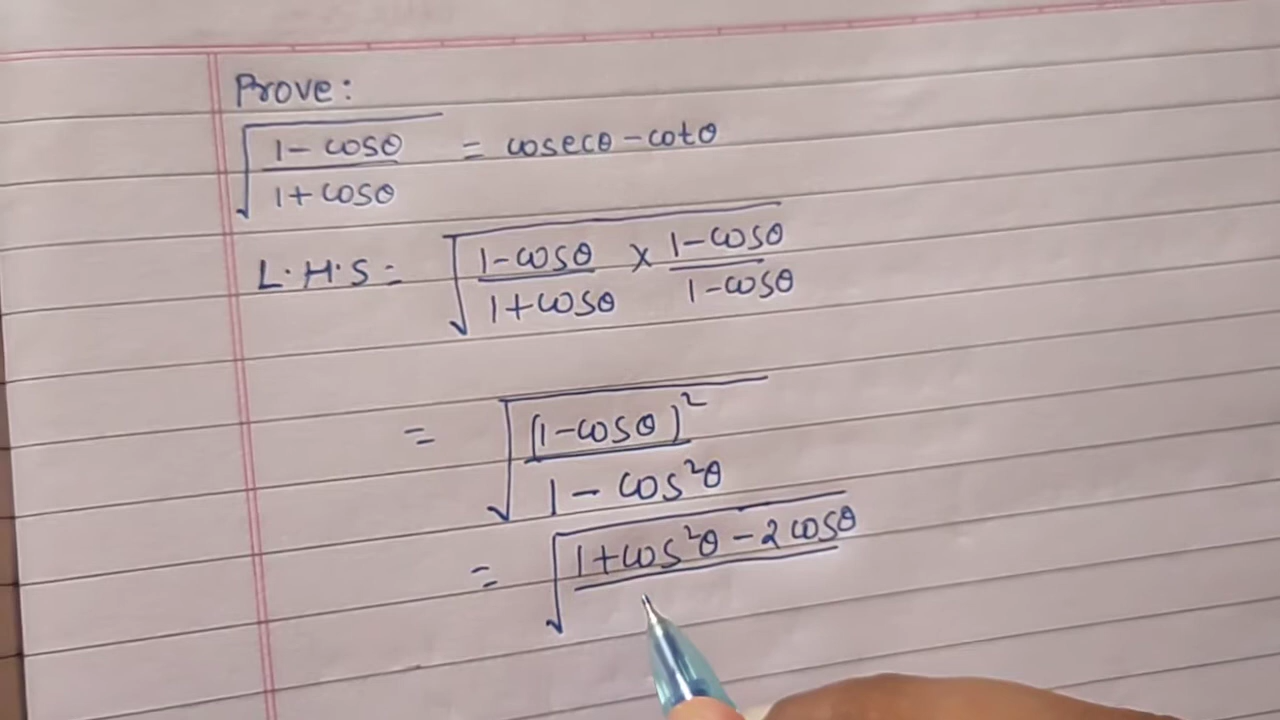 Prove:
√(1-cosθ / 1+cosθ) = cosecθ-cotθ
L.H.S = √(1-cosθ / 1+cosθ × 1-cosθ / 1-cosθ)
= √((1-cosθ)² / 1-cos²θ)
= √(1+cos²θ-2cosθ